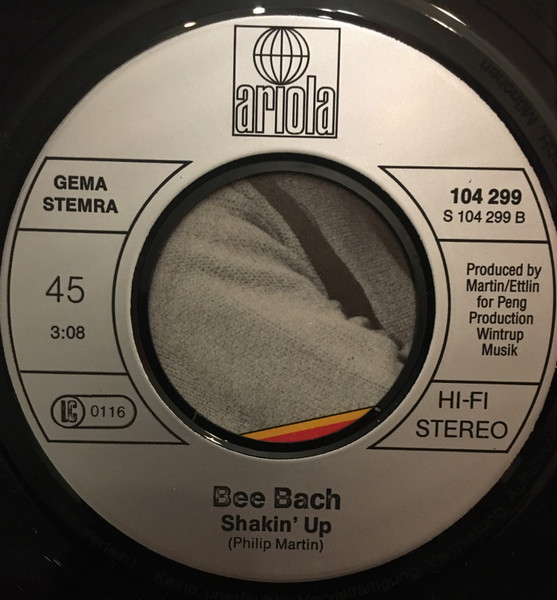 ariola
GEMA
STEMRA
45
3:08
LC 0116
104 299
S 104 299 B
Produced by
Martin/Ettlin
for Peng
Production
Wintrup
Musik
HI-FI
STEREO
Bee Bach
Shakin' Up
(Philip Martin)